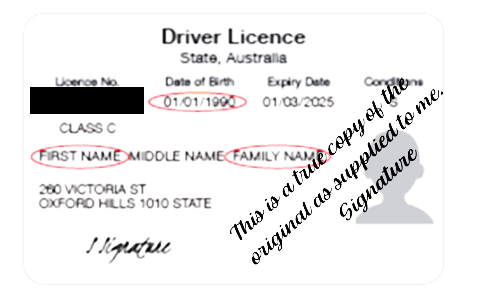 Driver Licence
State, Australia
Licence No. Date of Birth Expiry Date Conditions
01/01/1990 01/03/2025 S
CLASS C
FIRST NAME MIDDLE NAME FAMILY NAME
260 VICTORIA ST
OXFORD HILLS 1010 STATE
Signature
This is a true copy of the
original as supplied to me.
Signature